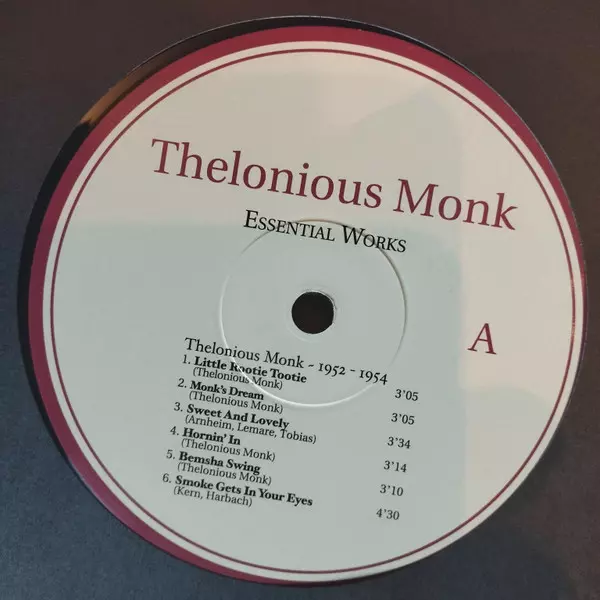 Thelonious Monk
Essential Works
A
Thelonious Monk - 1952 - 1954
1. Little Rootie Tootie 3'05
(Thelonious Monk)
2. Monk's Dream 3'05
(Thelonious Monk)
3. Sweet And Lovely 3'34
(Arnheim, Lemare, Tobias)
4. Hornin' In 3'14
(Thelonious Monk)
5. Bemsha Swing 3'10
(Thelonious Monk)
6. Smoke Gets In Your Eyes 4'30
(Kern, Harbach)